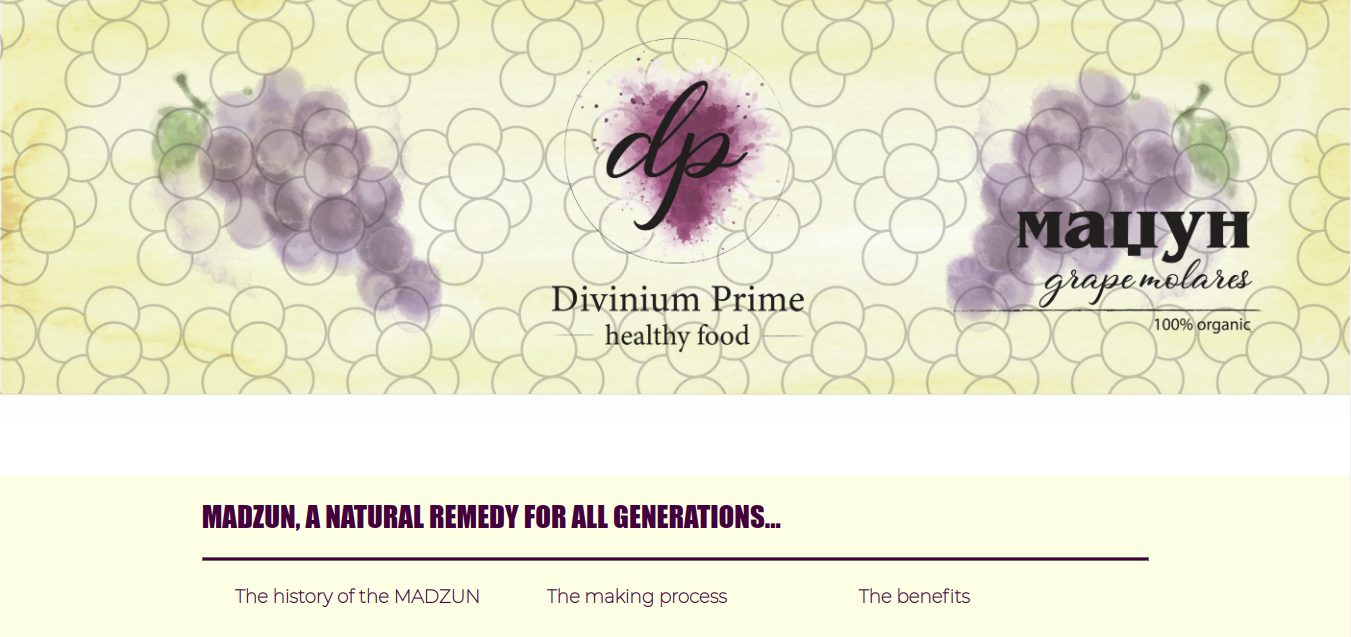 dp
Divinium Prime
healthy food
маџун
grape molares
100% organic
MADZUN, A NATURAL REMEDY FOR ALL GENERATIONS...
The history of the MADZUN
The making process
The benefits